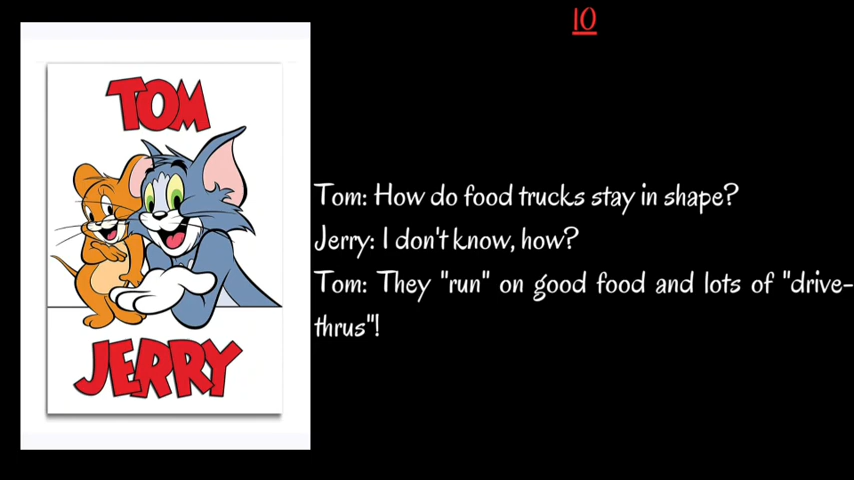 10
TOM
JERRY
Tom: How do food trucks stay in shape?
Jerry: I don't know, how?
Tom: They "run" on good food and lots of "drive-
thrus"!